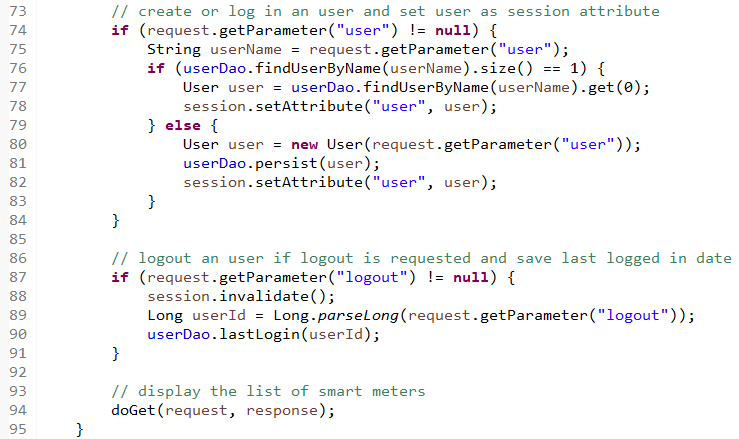 73 // create or log in an user and set user as session attribute
74 if (request.getParameter("user") != null) {
75 String userName = request.getParameter("user");
76 if (userDao.findUserByName(userName).size() == 1) {
77 User user = userDao.findUserByName(userName).get(0);
78 session.setAttribute("user", user);
79 } else {
80 User user = new User(request.getParameter("user"));
81 userDao.persist(user);
82 session.setAttribute("user", user);
83 }
84 }
85
86 // logout an user if logout is requested and save last logged in date
87 if (request.getParameter("logout") != null) {
88 session.invalidate();
89 Long userId = Long.parseLong(request.getParameter("logout"));
90 userDao.lastLogin(userId);
91 }
92
93 // display the list of smart meters
94 doGet(request, response);
95 }